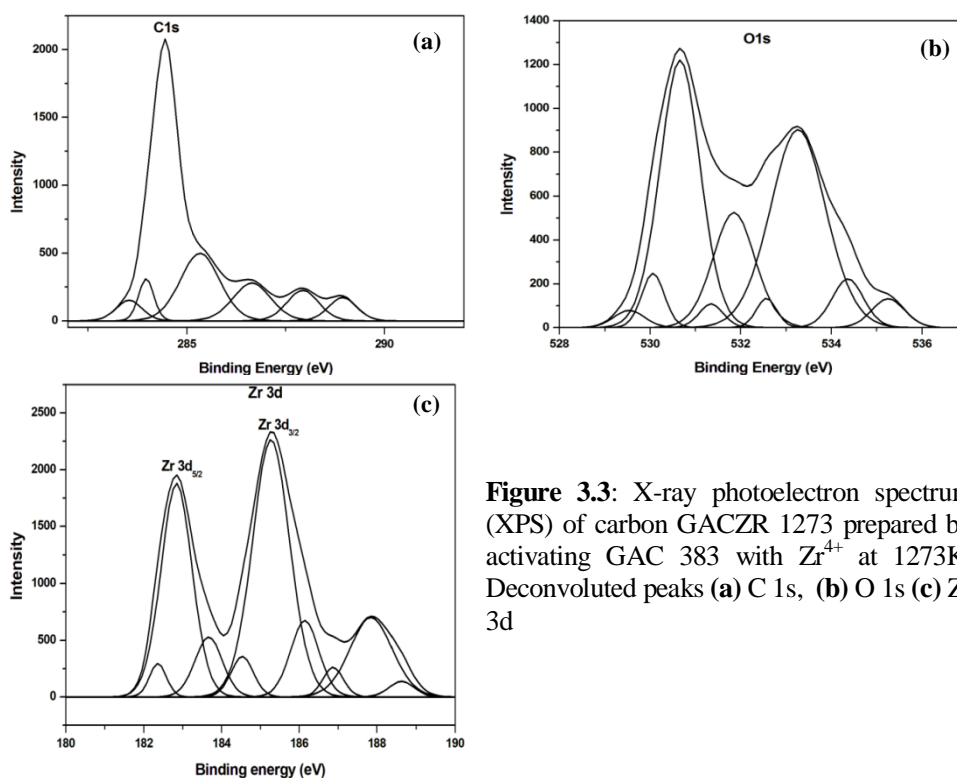 C1s
(a)
2000
1500
1000
500
0
Intensity
285
290
Binding Energy (eV)
O1s
(b)
1400
1200
1000
800
600
400
200
0
Intensity
528
530
532
534
536
Binding Energy (eV)
Zr 3d
(c)
Zr 3d5/2
Zr 3d3/2
2500
2000
1500
1000
500
0
Intensity
180
182
184
186
188
190
Binding energy (eV)
Figure 3.3: X-ray photoelectron spectrum
(XPS) of carbon GACZR 1273 prepared b
activating GAC 383 with Zr4+ at 1273K
Deconvoluted peaks (a) C 1s, (b) O 1s (c) Z
3d